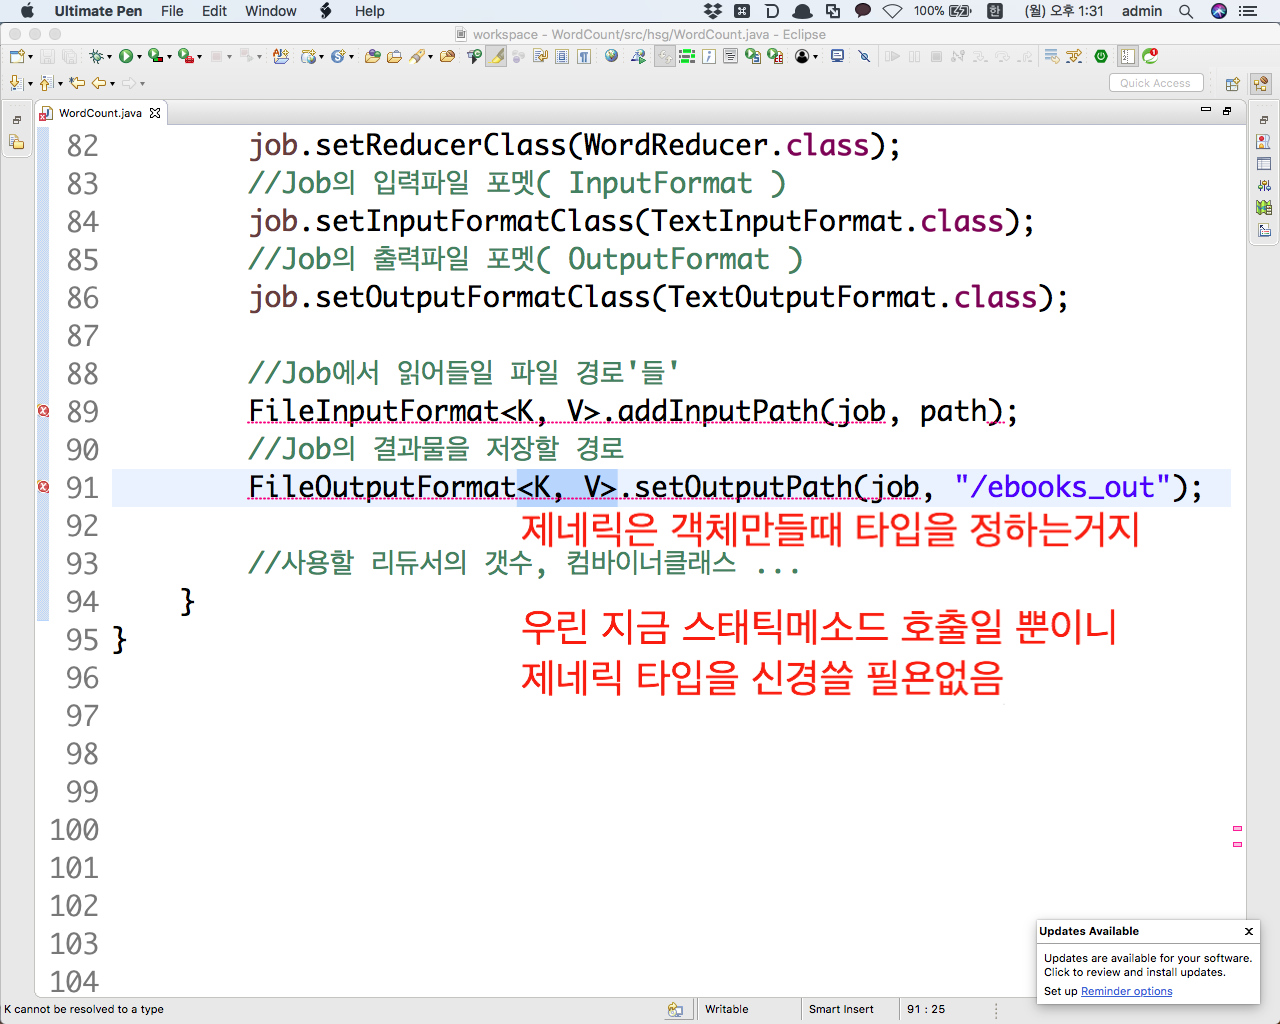 Ultimate Pen File Edit Window Help 100% 한 (월) 오후 1:31 admin
workspace - WordCount/src/hsg/WordCount.java - Eclipse
Quick Access
WordCount.java
82 job.setReducerClass(WordReducer.class);
83 //Job의 입력파일 포멧( InputFormat )
84 job.setInputFormatClass(TextInputFormat.class);
85 //Job의 출력파일 포멧( OutputFormat )
86 job.setOutputFormatClass(TextOutputFormat.class);
87
88 //Job에서 읽어들일 파일 경로'들'
89 FileInputFormat<K, V>.addInputPath(job, path);
90 //Job의 결과물을 저장할 경로
91 FileOutputFormat<K, V>.setOutputPath(job, "/ebooks_out");
92 제네릭은 객체만들때 타입을 정하는거지
93 //사용할 리듀서의 갯수, 컴바이너클래스 ...
94 }
우린 지금 스태틱메소드 호출일 뿐이니
95 }
96 제네릭 타입을 신경쓸 필욘없음
97
98
99
100
101
102
103
104
Updates Available x
Updates are available for your software.
Click to review and install updates.
Set up Reminder options
K cannot be resolved to a type Writable Smart Insert 91 : 25